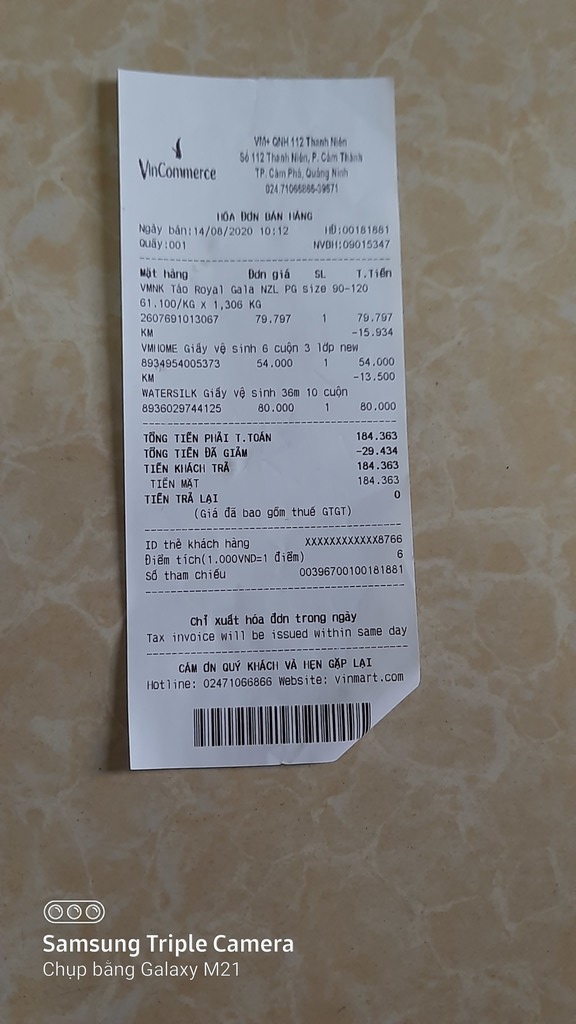 VinCommerce
VM+ QNH 112 Thanh Niên
Số 112 Thanh Niên, P. Cẩm Thành
TP. Cẩm Phả, Quảng Ninh
024.71066866-39571
HÓA ĐƠN BÁN HÀNG
Ngày bán:14/08/2020 10:12 HĐ:00181881
Quầy:001 NVBH:09015347
Mặt hàng Đơn giá SL T.Tiền
VMNK Táo Royal Gala NZL PG size 90-120
61.100/KG X 1,306 KG
2607691013067 79.797 1 79.797
KM -15.934
VMHOME Giấy vệ sinh 6 cuộn 3 lớp new
8934954005373 54.000 1 54.000
KM -13.500
WATERSILK Giấy vệ sinh 36m 10 cuộn
8936029744125 80.000 1 80.000
TỔNG TIỀN PHẢI T.TOÁN 184.363
TỔNG TIỀN ĐÃ GIẢM -29.434
TIỀN KHÁCH TRẢ 184.363
TIỀN MẶT 184.363
TIỀN TRẢ LẠI 0
(Giá đã bao gồm thuế GTGT)
ID thẻ khách hàng XXXXXXXXXXXX8766
Điểm tích(1.000VND=1 điểm) 6
Số tham chiếu 00396700100181881
Chỉ xuất hóa đơn trong ngày
Tax invoice will be issued within same day
CẢM ƠN QUÝ KHÁCH VÀ HẸN GẶP LẠI
Hotline: 02471066866 Website: vinmart.com
Samsung Triple Camera
Chụp bằng Galaxy M21